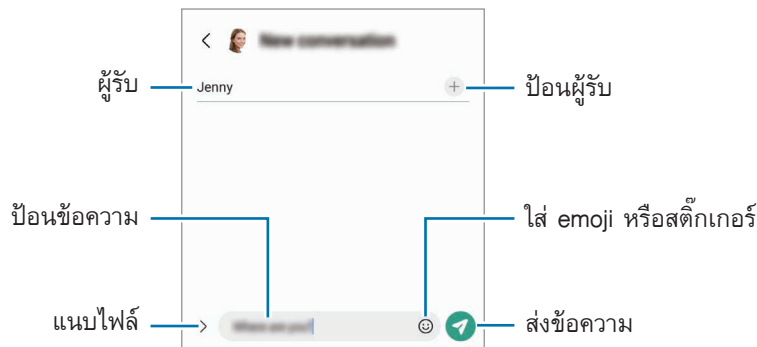 ผู้รับ
Jenny
ป้อนผู้รับ
ป้อนข้อความ
ใส่ emoji หรือสติ๊กเกอร์
แนบไฟล์
ส่งข้อความ